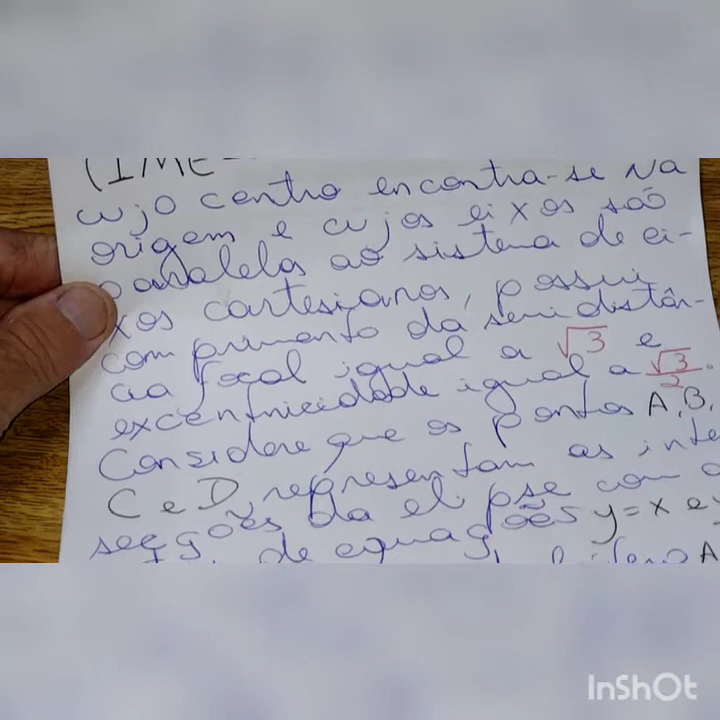 (IME
cujo centro encontra-se na
origem e cujos eixos são
paralelos ao sistema de ei-
xos cartesianos, possui
comprimento da semi distân-
cia focal igual a √3 e
excentricidade igual a √3/2.
Considere que os pontos A, B,
C e D, representam as inte
secções da elipse com
de equações y=x e y
A
InShOt